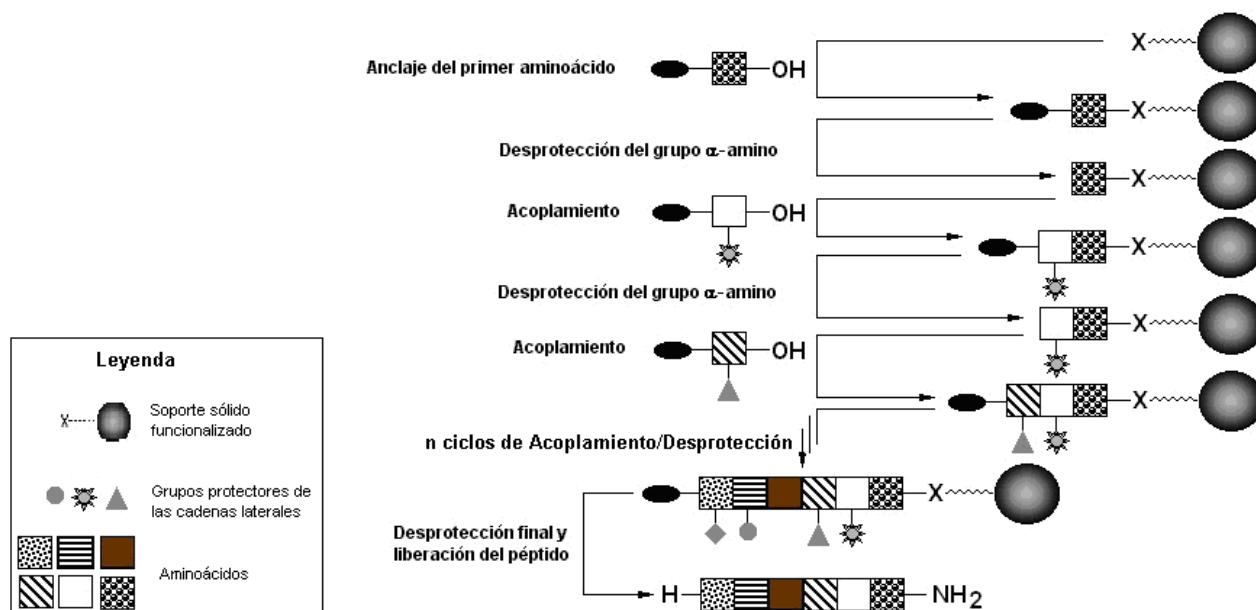 X
Anclaje del primer aminoácido
OH
X
Desprotección del grupo α-amino
X
Acoplamiento
OH
X
Desprotección del grupo α-amino
X
Acoplamiento
OH
X
n ciclos de Acoplamiento/Desprotección
X
Desprotección final y
liberación del péptido
H
NH2
Leyenda
X
Soporte sólido
funcionalizado
Grupos protectores de
las cadenas laterales
Aminoácidos